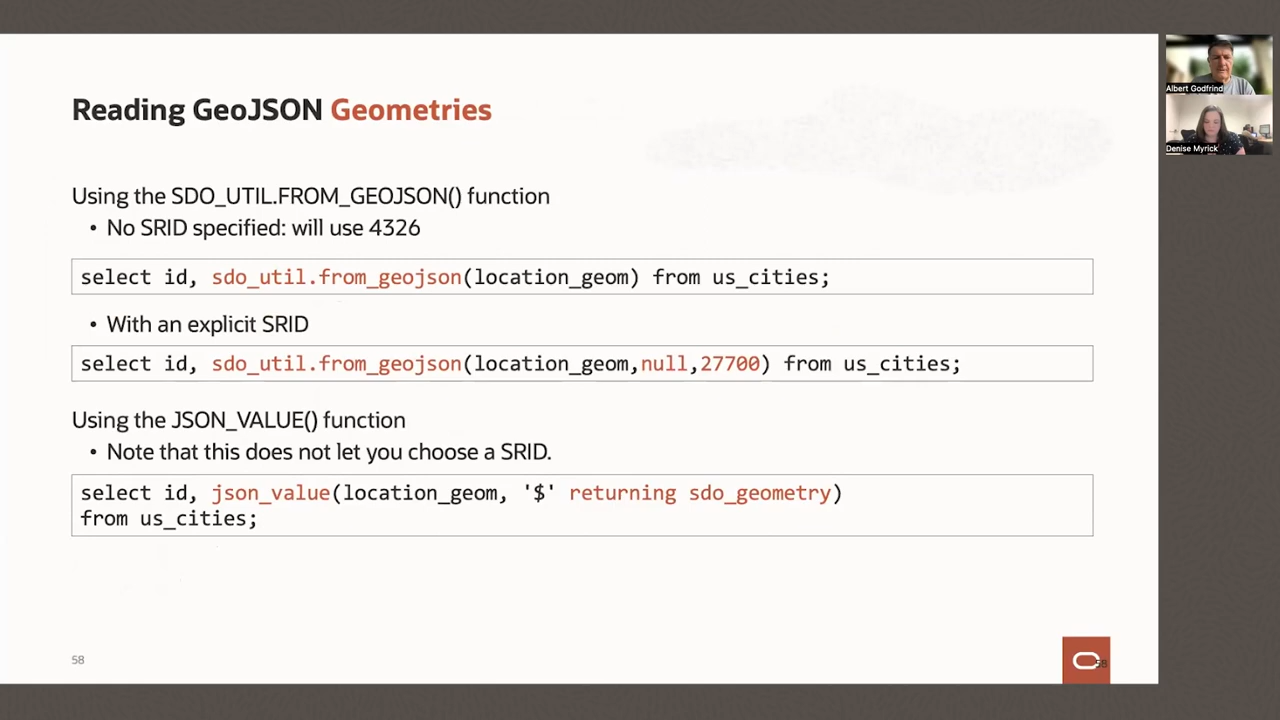 Reading GeoJSON Geometries
Albert Godfrind
Denise Myrick
Using the SDO_UTIL.FROM_GEOJSON() function
• No SRID specified: will use 4326
select id, sdo_util.from_geojson(location_geom) from us_cities;
• With an explicit SRID
select id, sdo_util.from_geojson(location_geom,null,27700) from us_cities;
Using the JSON_VALUE() function
• Note that this does not let you choose a SRID.
select id, json_value(location_geom, '$' returning sdo_geometry)
from us_cities;
58
58